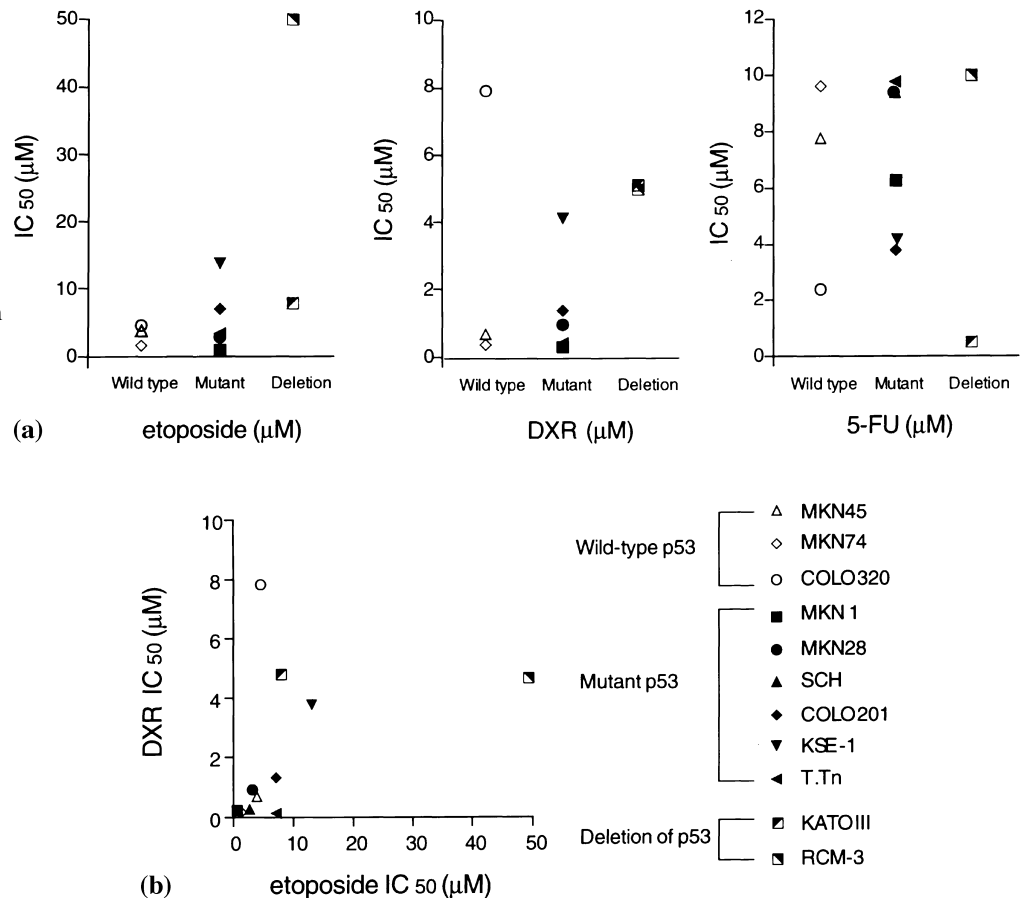 50
40
30
20
10
0
IC 50 (µM)
Wild type Mutant Deletion
etoposide (µM)
10
8
6
4
2
0
IC 50 (µM)
Wild type Mutant Deletion
DXR (µM)
12
10
8
6
4
2
0
IC 50 (µM)
Wild type Mutant Deletion
5-FU (µM)
(a)
10
8
6
4
2
0
DXR IC 50 (µM)
0 10 20 30 40 50
etoposide IC 50 (µM)
(b)
Wild-type p53
MKN45
MKN74
COLO320
Mutant p53
MKN 1
MKN28
SCH
COLO201
KSE-1
T.Tn
Deletion of p53
KATOIII
RCM-3